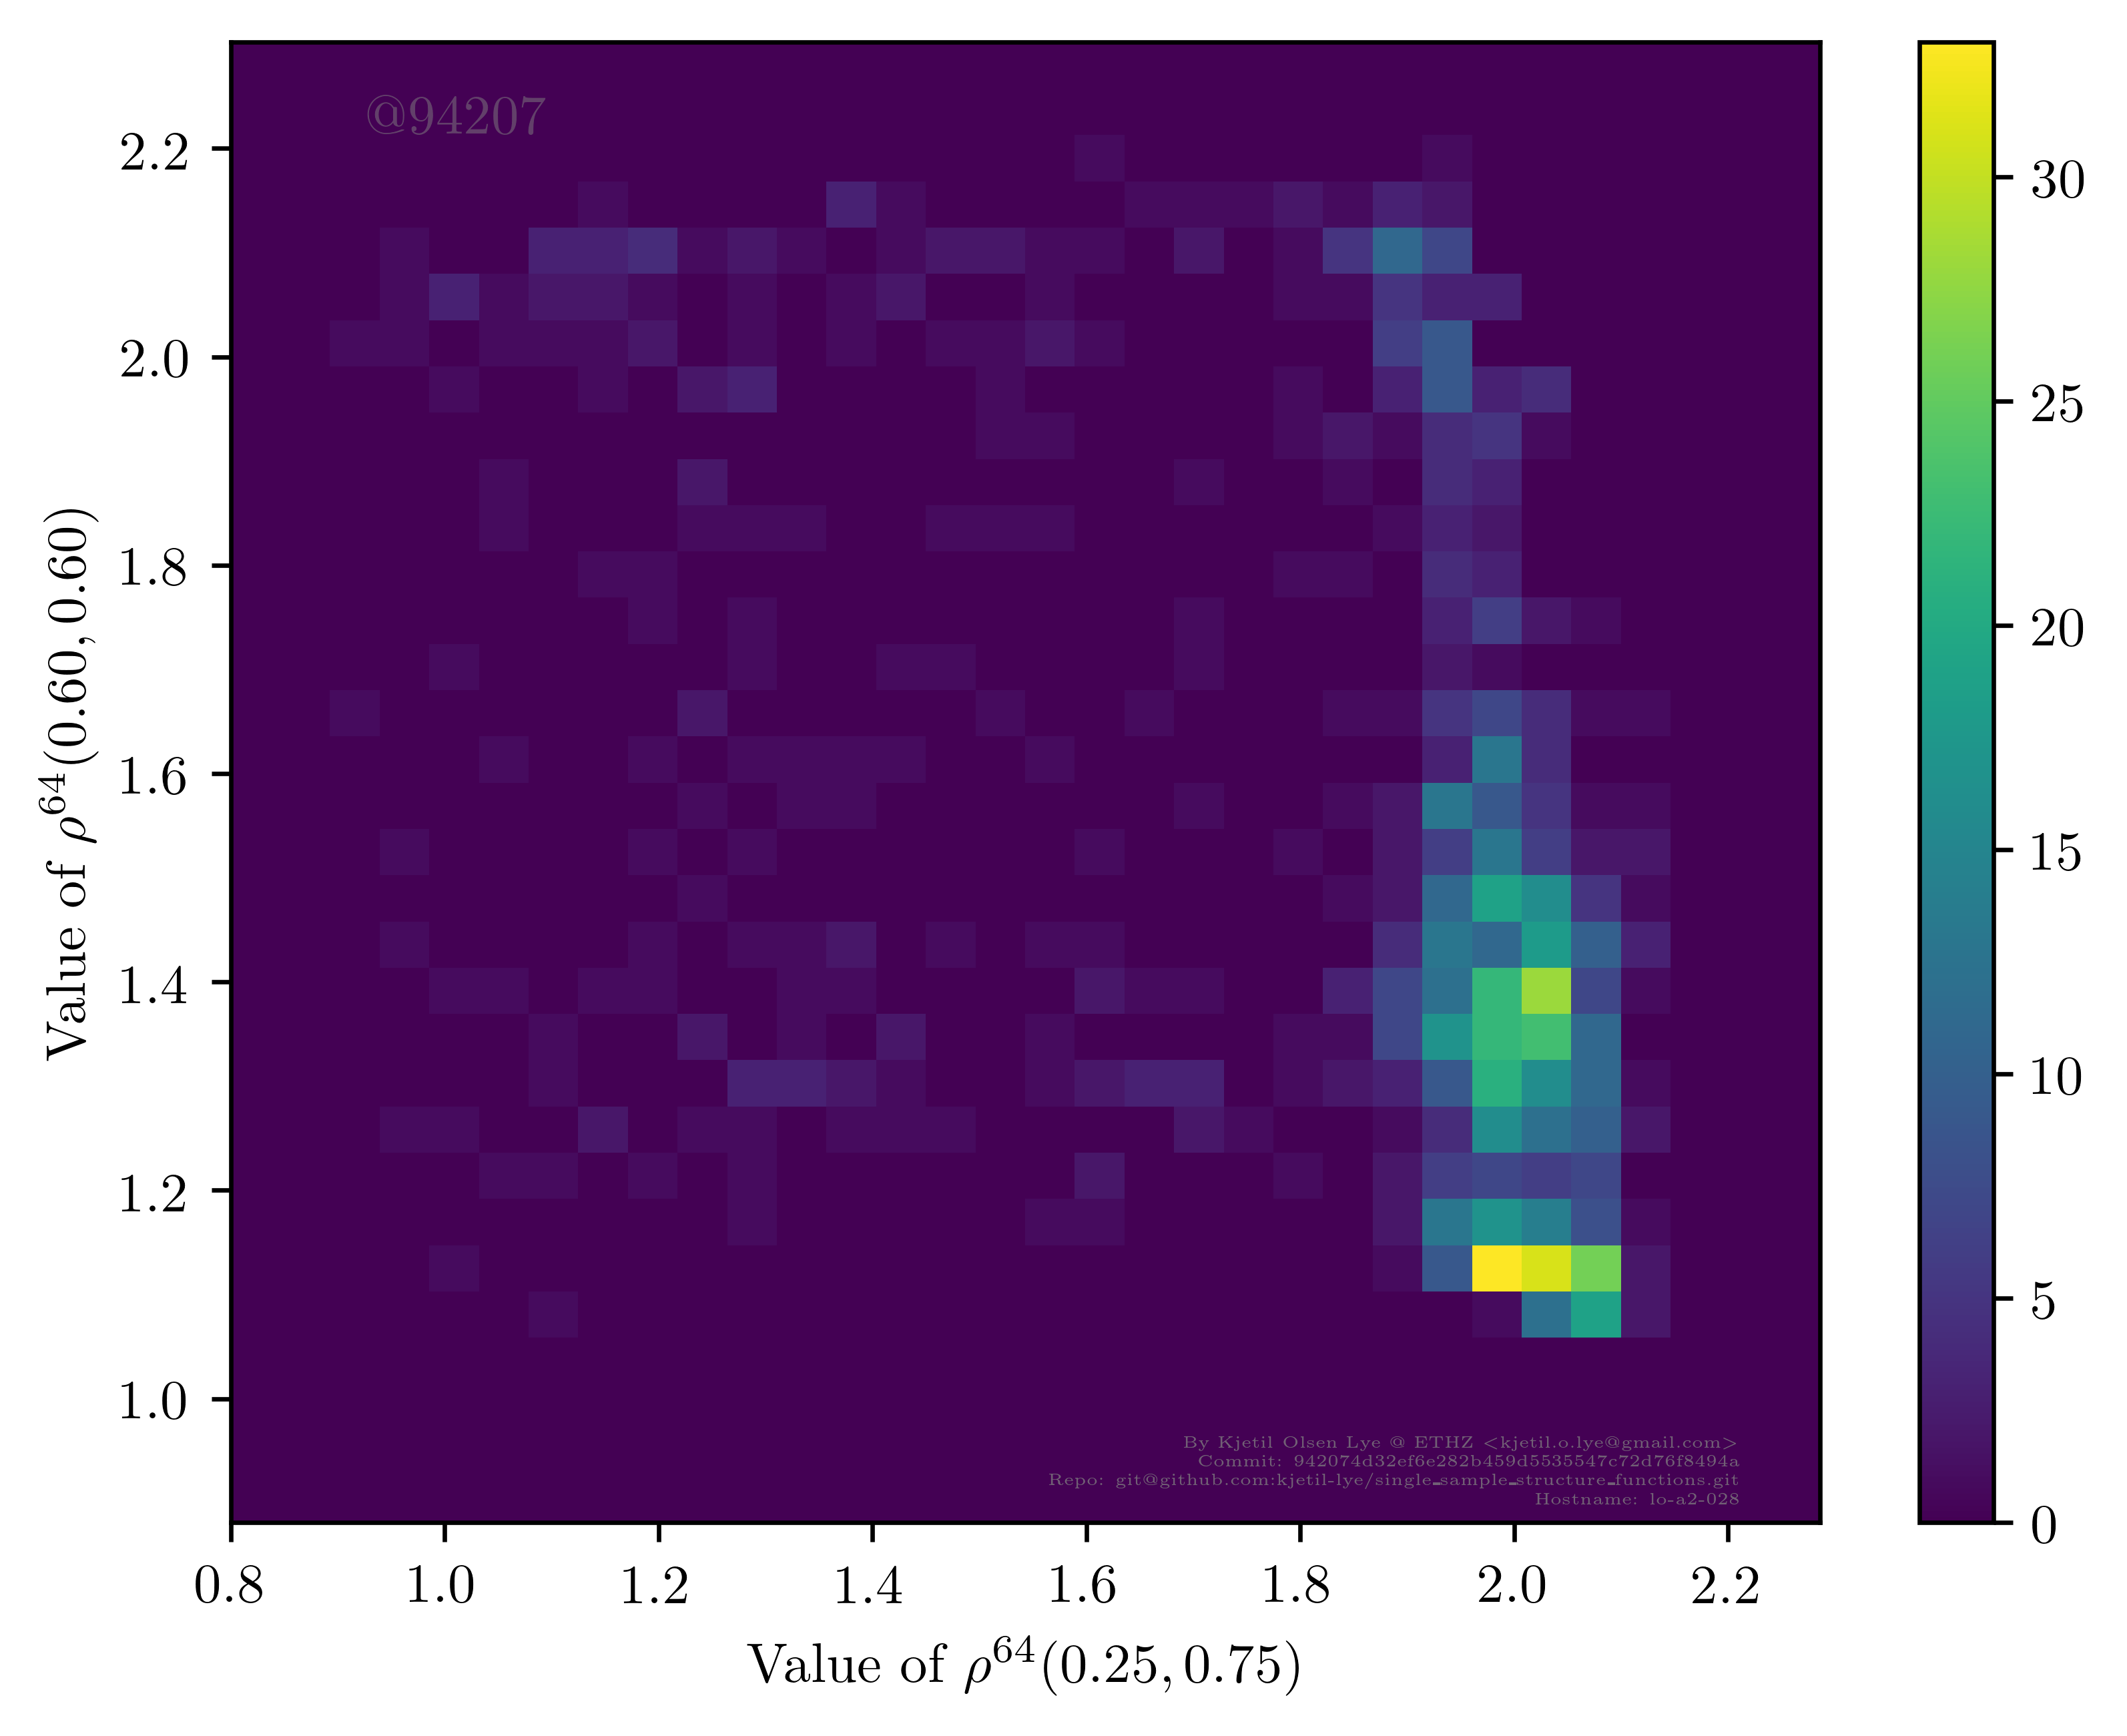 @94207
2.2
2.0
1.8
1.6
1.4
1.2
1.0
Value of ρ^64(0.60, 0.60)
0.8 1.0 1.2 1.4 1.6 1.8 2.0 2.2
Value of ρ^64(0.25, 0.75)
30
25
20
15
10
5
0
By Kjetil Olsen Lye @ ETHZ <kjetil.o.lye@gmail.com>
Commit: 942074d32ef6e282b459d5535547c72d76f8494a
Repo: git@github.com:kjetil-lye/single_sample_structure_functions.git
Hostname: lo-a2-028